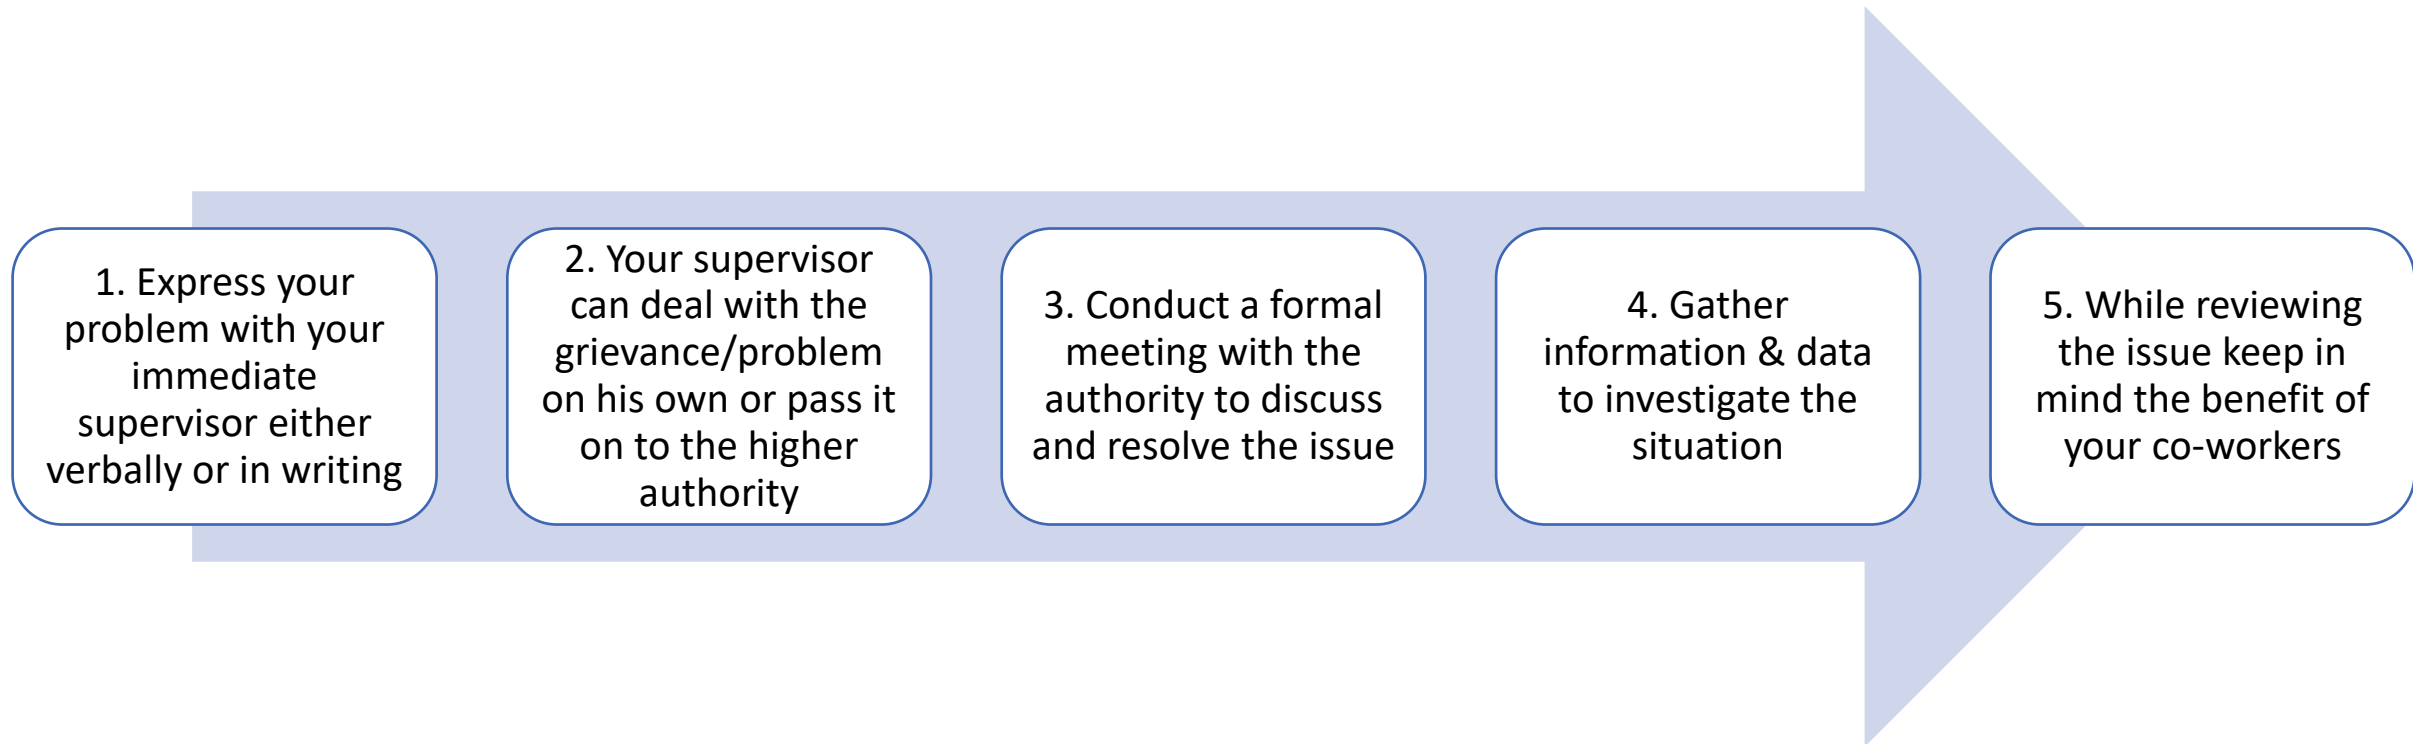 1. Express your
problem with your
immediate
supervisor either
verbally or in writing
2. Your supervisor
can deal with the
grievance/problem
on his own or pass it
on to the higher
authority
3. Conduct a formal
meeting with the
authority to discuss
and resolve the issue
4. Gather
information & data
to investigate the
situation
5. While reviewing
the issue keep in
mind the benefit of
your co-workers